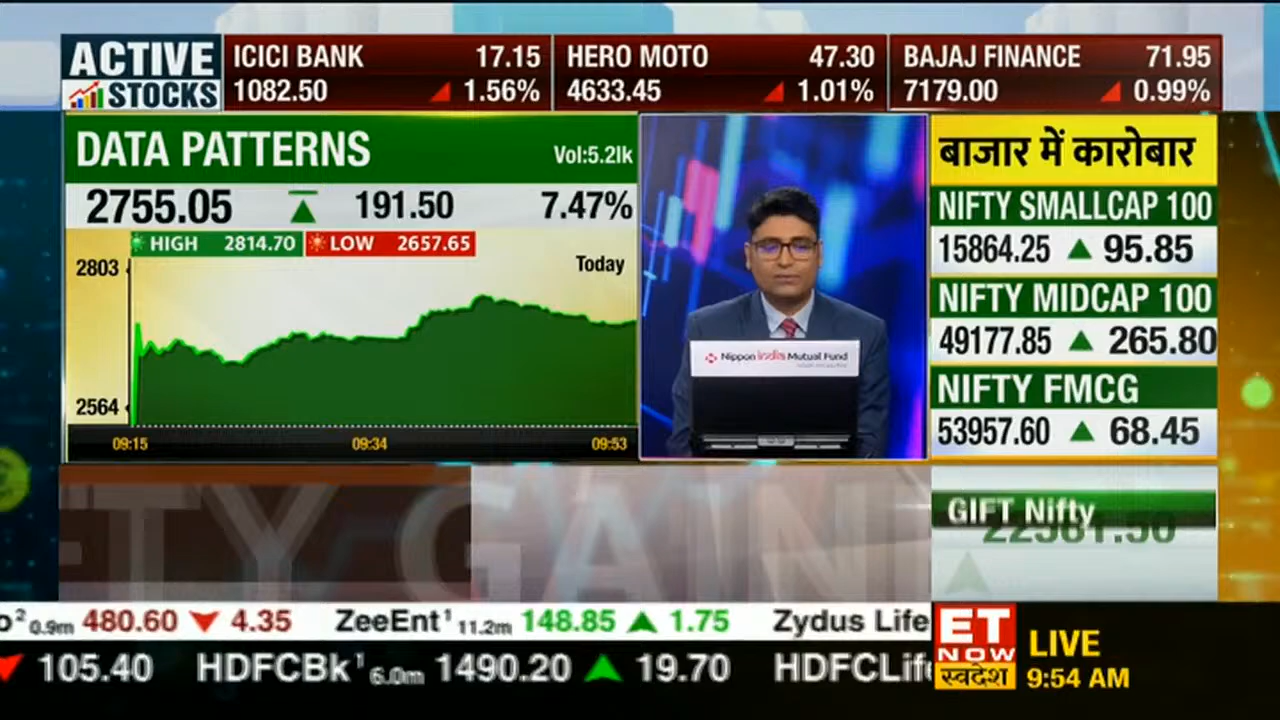 ACTIVE
STOCKS
ICICI BANK 17.15
1082.50 1.56%
HERO MOTO 47.30
4633.45 1.01%
BAJAJ FINANCE 71.95
7179.00 0.99%
DATA PATTERNS Vol:5.2lk
2755.05 191.50 7.47%
HIGH 2814.70 LOW 2657.65
2803 Today
2564
09:15 09:34 09:53
Nippon india Mutual Fund
बाजार में कारोबार
NIFTY SMALLCAP 100
15864.25 95.85
NIFTY MIDCAP 100
49177.85 265.80
NIFTY FMCG
53957.60 68.45
GIFT Nifty
TY GAIN
480.60 4.35 ZeeEnt 1 11.2m 148.85 1.75 Zydus Life
105.40 HDFCBk 1 6.0m 1490.20 19.70 HDFCLife
ET
NOW
स्वदेश
LIVE
9:54 AM